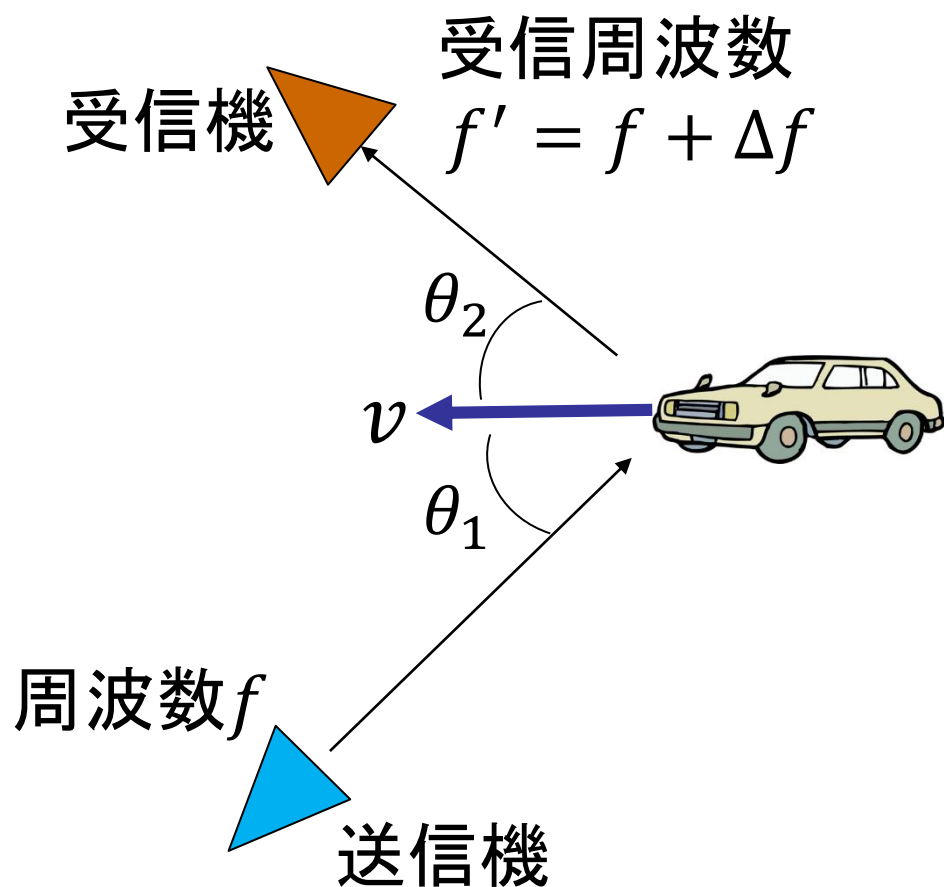 受信周波数
f′ = f + Δf
受信機
θ₂
v
θ₁
周波数f
送信機